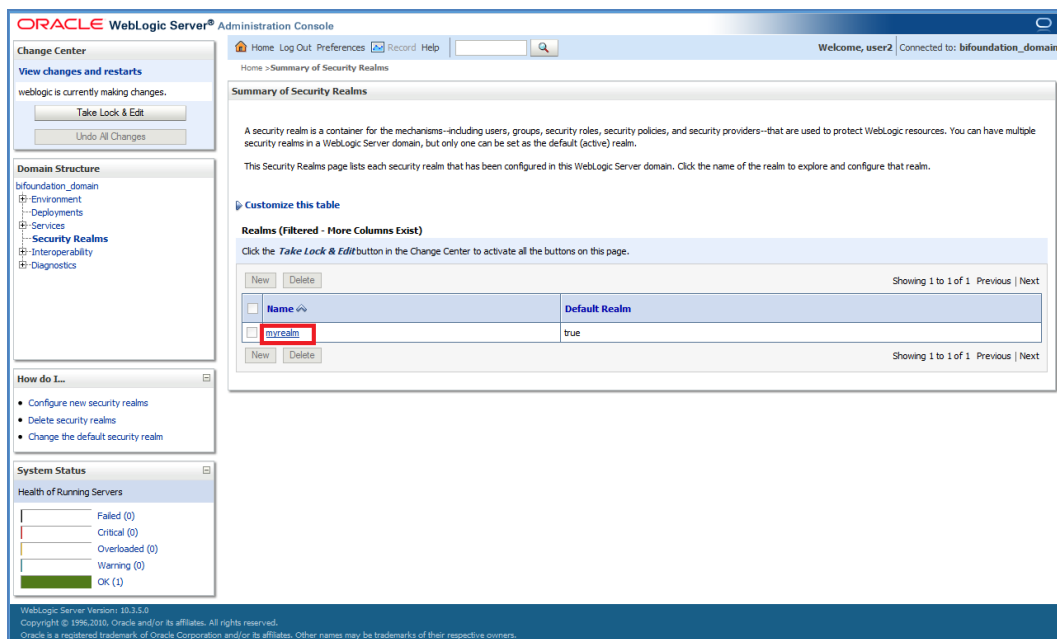 ORACLE WebLogic Server® Administration Console
Change Center
View changes and restarts
weblogic is currently making changes.
Take Lock & Edit
Undo All Changes
Domain Structure
bifoundation_domain
Environment
Deployments
Services
Security Realms
Interoperability
Diagnostics
How do I...
Configure new security realms
Delete security realms
Change the default security realm
System Status
Health of Running Servers
Failed (0)
Critical (0)
Overloaded (0)
Warning (0)
OK (1)
Home Log Out Preferences Record Help
Welcome, user2 Connected to: bifoundation_domain
Home >Summary of Security Realms
Summary of Security Realms
A security realm is a container for the mechanisms--including users, groups, security roles, security policies, and security providers--that are used to protect WebLogic resources. You can have multiple
security realms in a WebLogic Server domain, but only one can be set as the default (active) realm.
This Security Realms page lists each security realm that has been configured in this WebLogic Server domain. Click the name of the realm to explore and configure that realm.
Customize this table
Realms (Filtered - More Columns Exist)
Click the Take Lock & Edit button in the Change Center to activate all the buttons on this page.
New Delete Showing 1 to 1 of 1 Previous | Next
Name Default Realm
myrealm true
New Delete Showing 1 to 1 of 1 Previous | Next
WebLogic Server Version: 10.3.5.0
Copyright © 1996,2010, Oracle and/or its affiliates. All rights reserved.
Oracle is a registered trademark of Oracle Corporation and/or its affiliates. Other names may be trademarks of their respective owners.